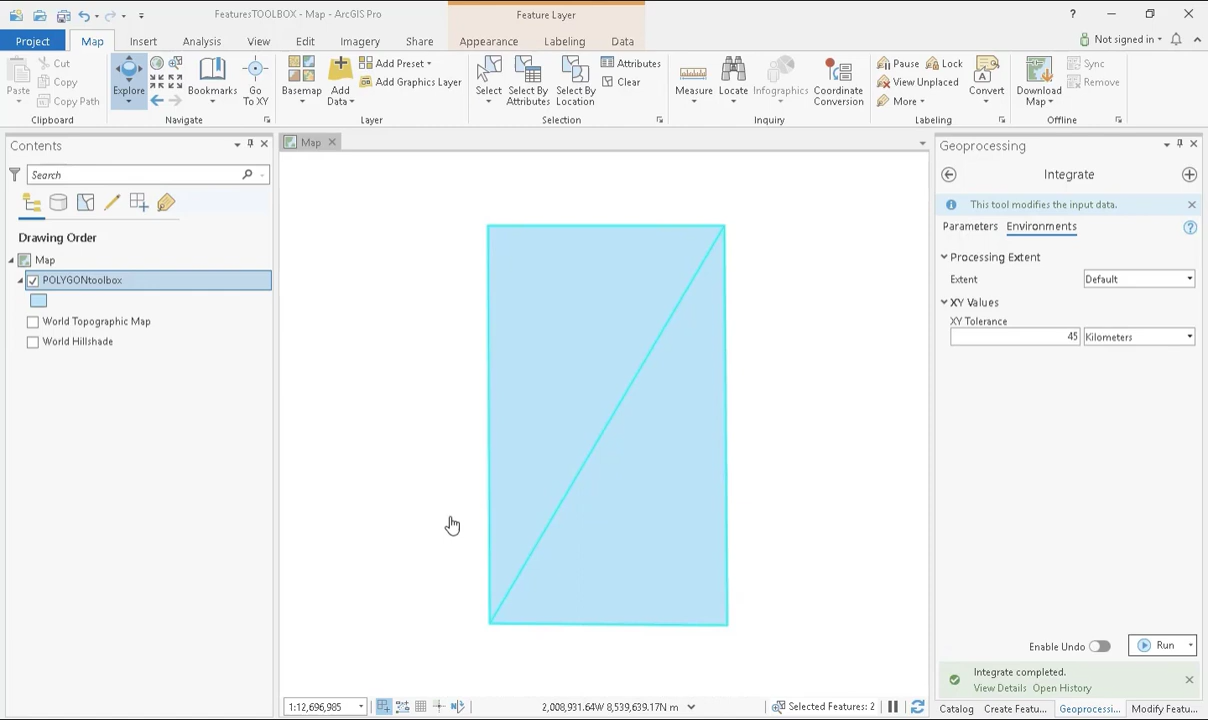 FeaturesTOOLBOX - Map - ArcGIS Pro
Feature Layer
?
Project
Map
Insert
Analysis
View
Edit
Imagery
Share
Appearance
Labeling
Data
Not signed in
Paste
Cut
Copy
Copy Path
Clipboard
Explore
Bookmarks
Go
To XY
Navigate
Basemap
Add
Data
Add Preset
Add Graphics Layer
Layer
Select
Select By
Attributes
Select By
Location
Attributes
Clear
Selection
Measure
Locate
Infographics
Coordinate
Conversion
Inquiry
Pause
Lock
View Unplaced
More
Convert
Labeling
Download
Map
Sync
Remove
Offline
Contents
Search
Drawing Order
Map
POLYGONtoolbox
World Topographic Map
World Hillshade
Map
1:12,696,985
2,008,931.64W 8,539,639.17N m
Selected Features: 2
Geoprocessing
Integrate
This tool modifies the input data.
Parameters
Environments
?
Processing Extent
Extent
Default
XY Values
XY Tolerance
45
Kilometers
Enable Undo
Run
Integrate completed.
View Details
Open History
Catalog
Create Featu...
Geoprocessi...
Modify Featu...